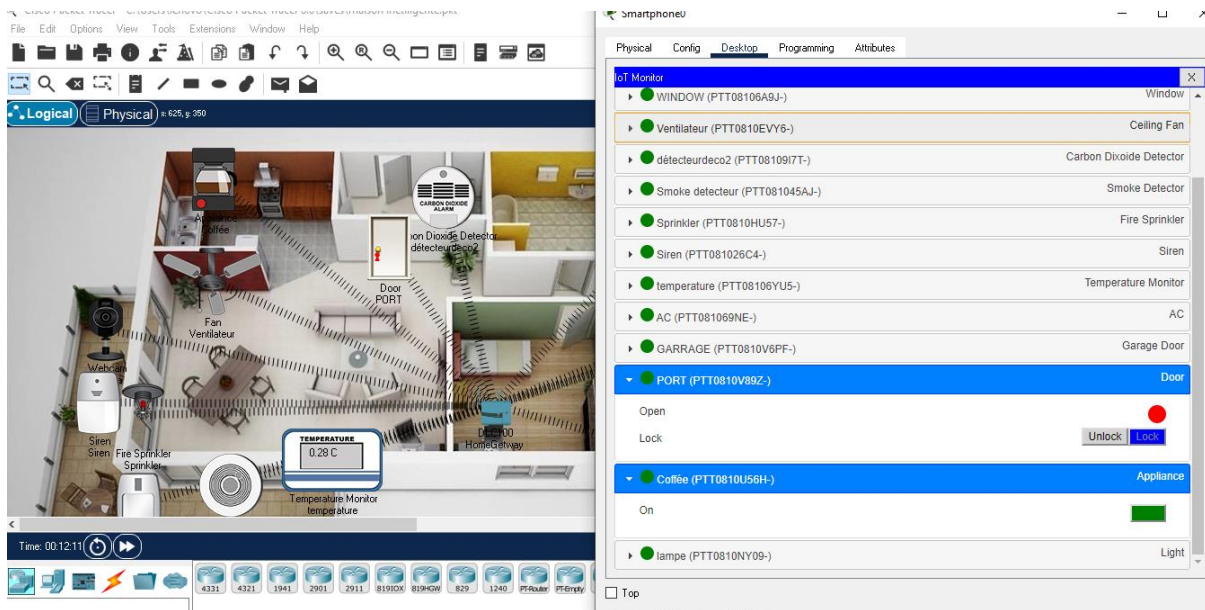 Smartphone0
File Edit Options View Tools Extensions Window Help
Logical
Physical
x: 625, y: 350
Appliance
Coffée
CARBON DIOXIDE
ALARM
on Dioxide Detector
détecteurdeco2
Door
PORT
Fan
Ventilateur
Webcam
Siren
Siren
Fire Sprinkler
Sprinkler
TEMPERATURE
0.28 C
Temperature Monitor
temperature
DLC100
HomeGetway
Time: 00:12:11
4331 4321 1941 2901 2911 819IOX 819HGW 829 1240 PT-Router PT-Empty
Physical Config Desktop Programming Attributes
IoT Monitor
X
WINDOW (PTT08106A9J-) Window
Ventilateur (PTT0810EVY6-) Ceiling Fan
détecteurdeco2 (PTT08109I7T-) Carbon Dixoide Detector
Smoke detecteur (PTT081045AJ-) Smoke Detector
Sprinkler (PTT0810HU57-) Fire Sprinkler
Siren (PTT081026C4-) Siren
temperature (PTT08106YU5-) Temperature Monitor
AC (PTT081069NE-) AC
GARRAGE (PTT0810V6PF-) Garage Door
PORT (PTT0810V89Z-) Door
Open
Lock Unlock Lock
Coffée (PTT0810U56H-) Appliance
On
lampe (PTT0810NY09-) Light
Top